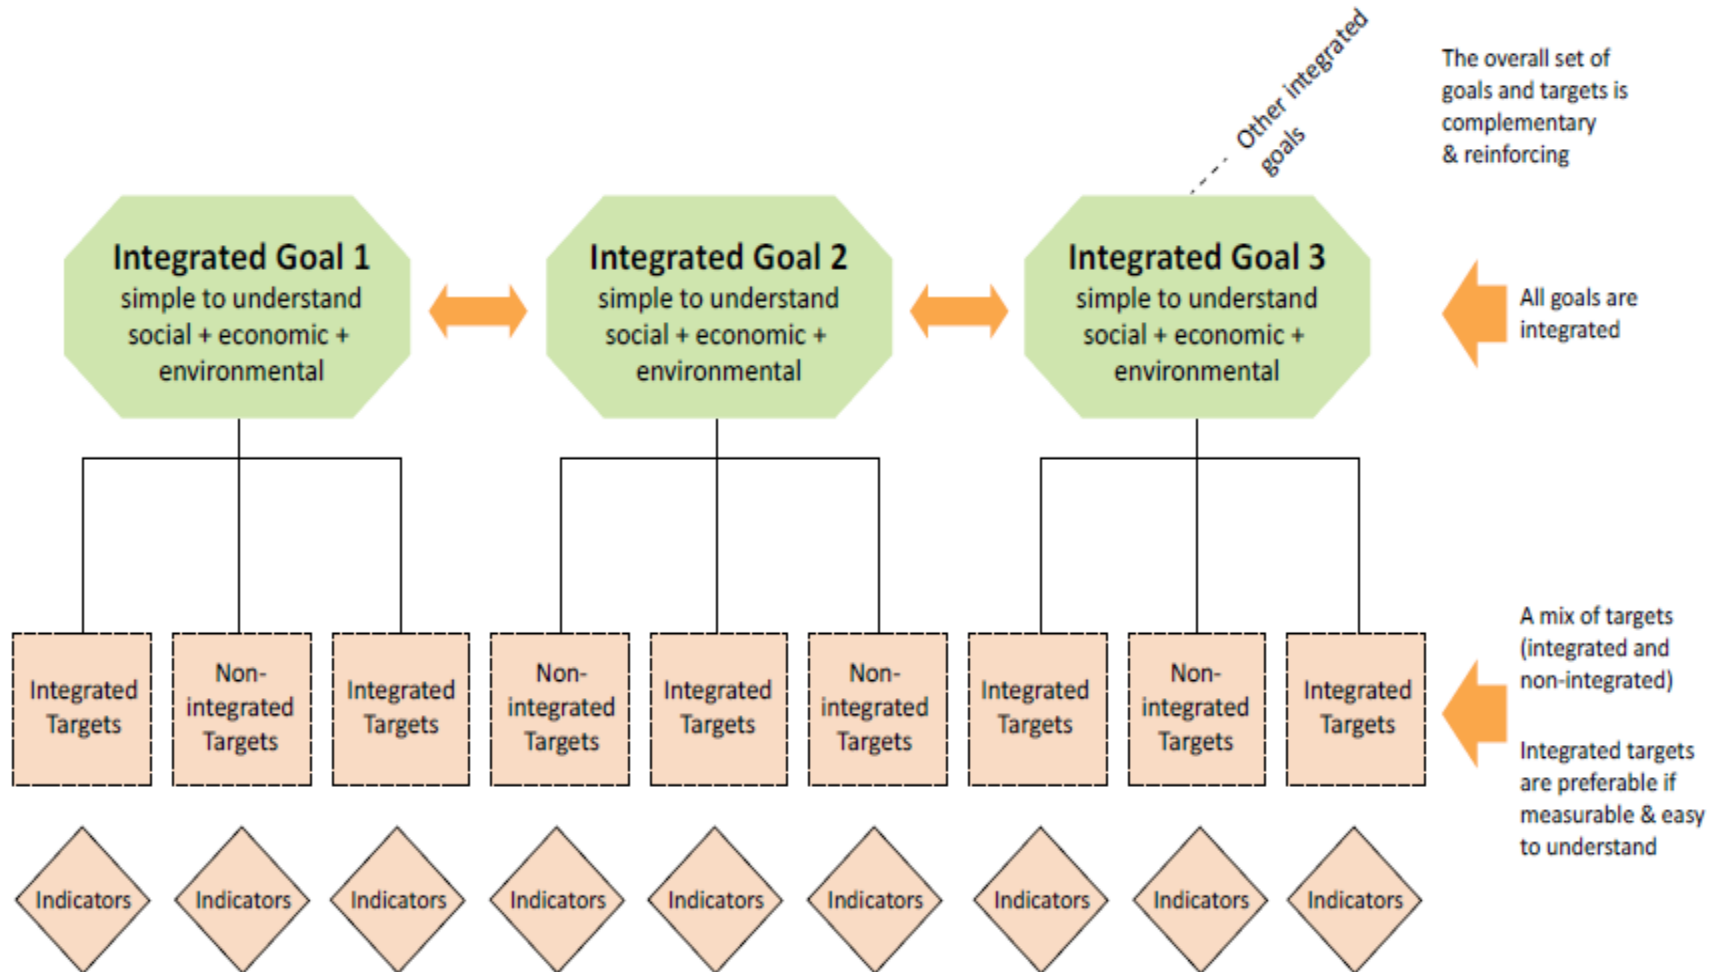 Other integrated
goals
The overall set of
goals and targets is
complementary
& reinforcing
Integrated Goal 1
simple to understand
social + economic +
environmental
Integrated Goal 2
simple to understand
social + economic +
environmental
Integrated Goal 3
simple to understand
social + economic +
environmental
All goals are
integrated
Integrated
Targets
Non-
integrated
Targets
Integrated
Targets
Non-
integrated
Targets
Integrated
Targets
Non-
integrated
Targets
Integrated
Targets
Non-
integrated
Targets
Integrated
Targets
A mix of targets
(integrated and
non-integrated)
Integrated targets
are preferable if
measurable & easy
to understand
Indicators
Indicators
Indicators
Indicators
Indicators
Indicators
Indicators
Indicators
Indicators